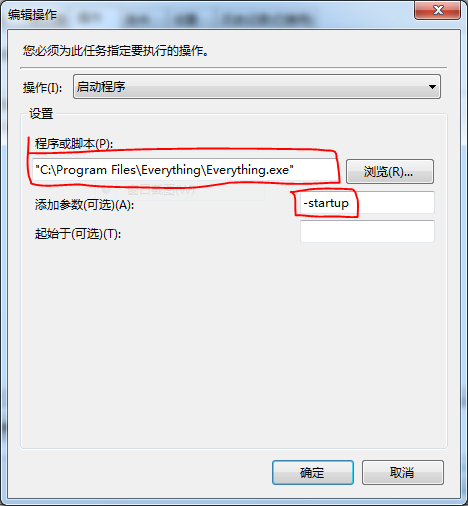 编辑操作
您必须为此任务指定要执行的操作。
操作(I): 启动程序
设置
程序或脚本(P):
"C:\Program Files\Everything\Everything.exe" 浏览(R)...
添加参数(可选)(A): -startup
起始于(可选)(T):
确定 取消